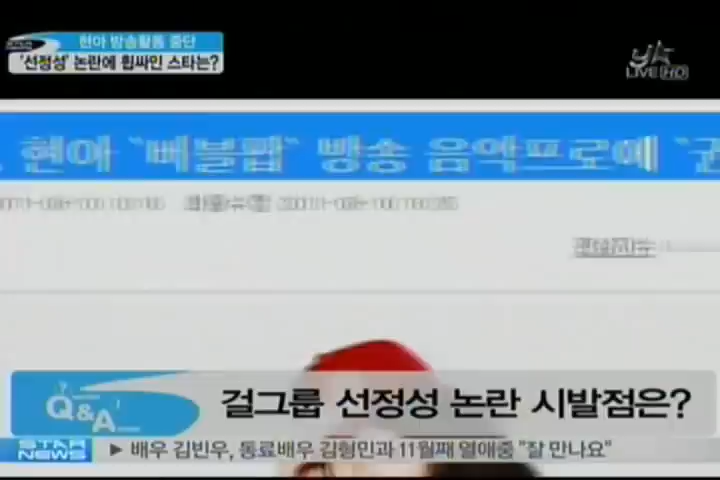 현아 방송활동 중단
'선정성' 논란에 휩싸인 스타는?
LIVE HD
현아 "버블팝" 방송 음악프로에 "권
Q&A
걸그룹 선정성 논란 시발점은?
STAR NEWS
▶ 배우 김빈우, 동료배우 김형민과 11월째 열애중 "잘 만나요"